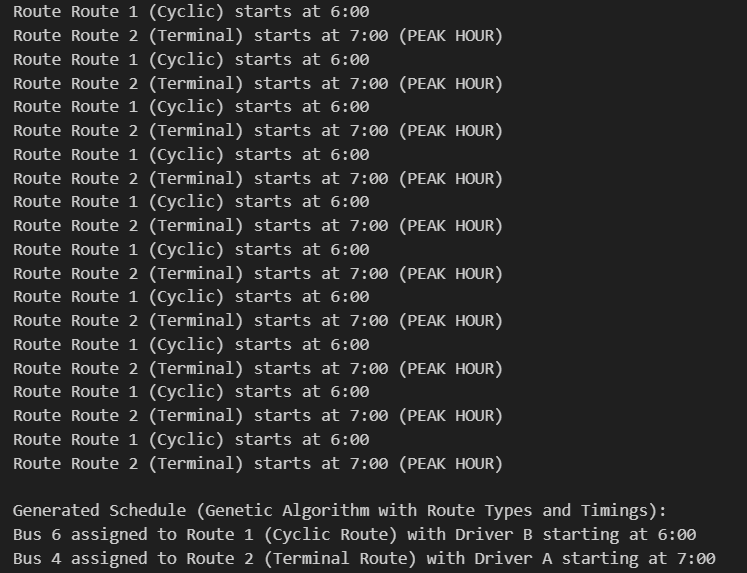 Route Route 1 (Cyclic) starts at 6:00
Route Route 2 (Terminal) starts at 7:00 (PEAK HOUR)
Route Route 1 (Cyclic) starts at 6:00
Route Route 2 (Terminal) starts at 7:00 (PEAK HOUR)
Route Route 1 (Cyclic) starts at 6:00
Route Route 2 (Terminal) starts at 7:00 (PEAK HOUR)
Route Route 1 (Cyclic) starts at 6:00
Route Route 2 (Terminal) starts at 7:00 (PEAK HOUR)
Route Route 1 (Cyclic) starts at 6:00
Route Route 2 (Terminal) starts at 7:00 (PEAK HOUR)
Route Route 1 (Cyclic) starts at 6:00
Route Route 2 (Terminal) starts at 7:00 (PEAK HOUR)
Route Route 1 (Cyclic) starts at 6:00
Route Route 2 (Terminal) starts at 7:00 (PEAK HOUR)
Route Route 1 (Cyclic) starts at 6:00
Route Route 2 (Terminal) starts at 7:00 (PEAK HOUR)
Route Route 1 (Cyclic) starts at 6:00
Route Route 2 (Terminal) starts at 7:00 (PEAK HOUR)
Route Route 1 (Cyclic) starts at 6:00
Route Route 2 (Terminal) starts at 7:00 (PEAK HOUR)
Generated Schedule (Genetic Algorithm with Route Types and Timings):
Bus 6 assigned to Route 1 (Cyclic Route) with Driver B starting at 6:00
Bus 4 assigned to Route 2 (Terminal Route) with Driver A starting at 7:00